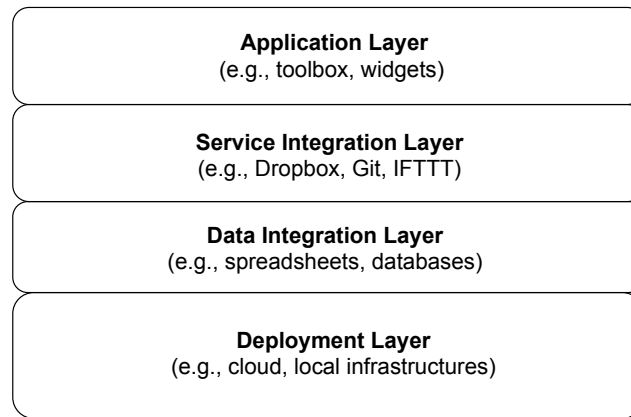 Application Layer
(e.g., toolbox, widgets)
Service Integration Layer
(e.g., Dropbox, Git, IFTTT)
Data Integration Layer
(e.g., spreadsheets, databases)
Deployment Layer
(e.g., cloud, local infrastructures)